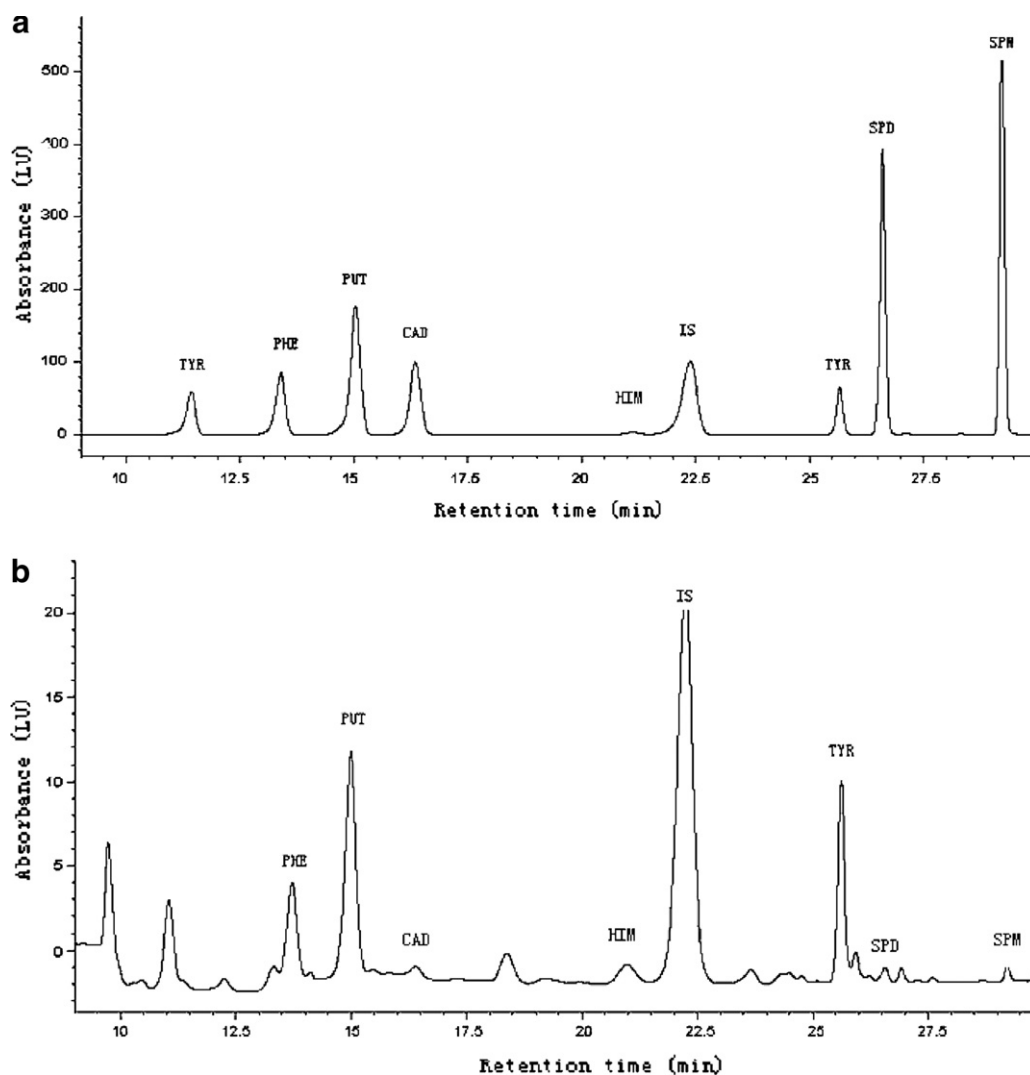 a
SPM
500
SPD
400
Absorbance (LU)
300
200
PUT
PHE
CAD
IS
100
TYR
HIM
TYR
0
10 12.5 15 17.5 20 22.5 25 27.5
Retention time (min)
b
IS
20
PUT
TYR
15
Absorbance (LU)
10
PHE
5
CAD
HIM
SPD
SPM
0
10 12.5 15 17.5 20 22.5 25 27.5
Retention time (min)